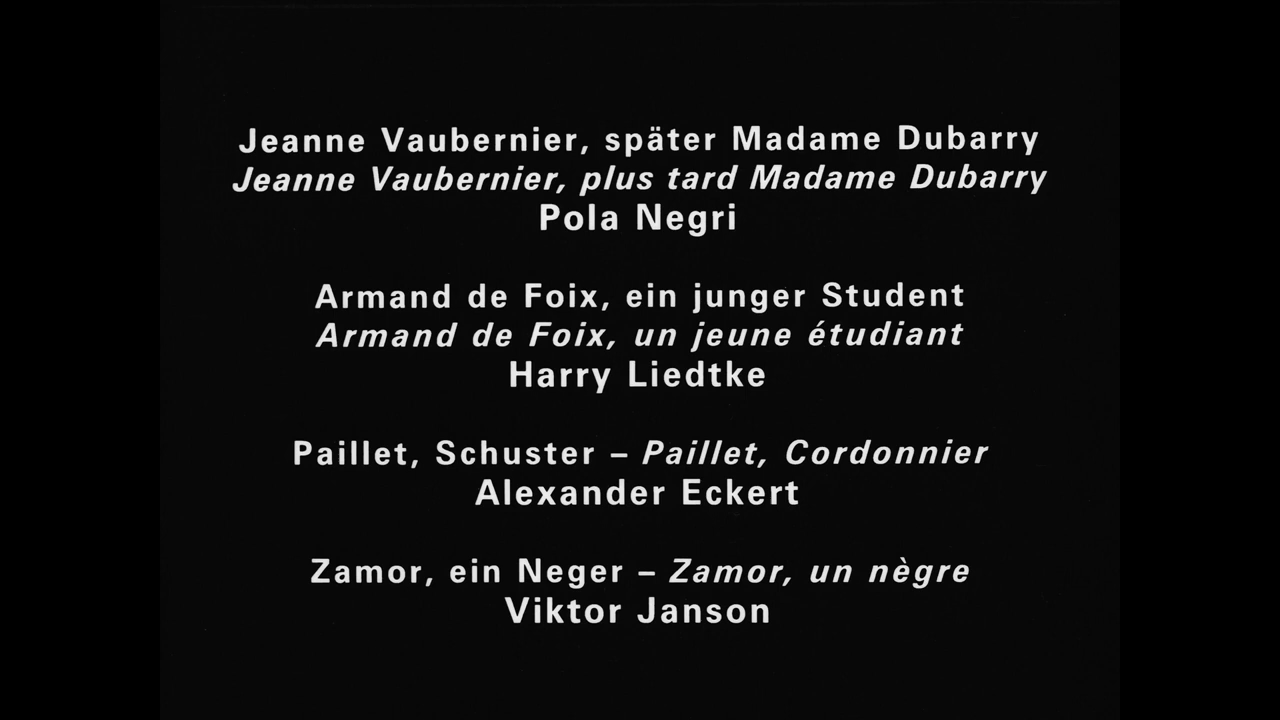 Jeanne Vaubernier, später Madame Dubarry
Jeanne Vaubernier, plus tard Madame Dubarry
Pola Negri
Armand de Foix, ein junger Student
Armand de Foix, un jeune étudiant
Harry Liedtke
Paillet, Schuster – Paillet, Cordonnier
Alexander Eckert
Zamor, ein Neger – Zamor, un nègre
Viktor Janson